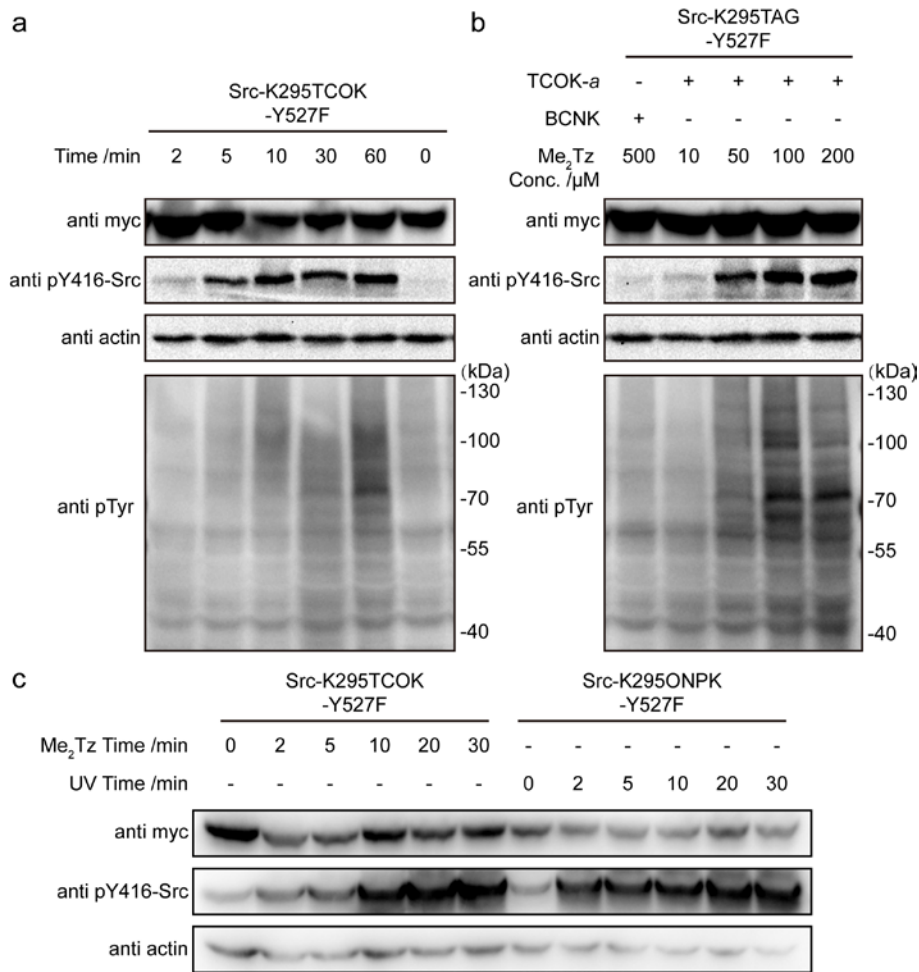 a
Src-K295TCOK
-Y527F
Time /min 2 5 10 30 60 0
anti myc
anti pY416-Src
anti actin
(kDa)
-130
-100
-70
-55
-40
anti pTyr
b
Src-K295TAG
-Y527F
TCOK-a - + + + +
BCNK + - - - -
Me₂Tz 500 10 50 100 200
Conc. /μM
anti myc
anti pY416-Src
anti actin
(kDa)
-130
-100
-70
-55
-40
anti pTyr
c
Src-K295TCOK
-Y527F
Src-K295ONPK
-Y527F
Me₂Tz Time /min 0 2 5 10 20 30 - - - - - -
UV Time /min - - - - - - 0 2 5 10 20 30
anti myc
anti pY416-Src
anti actin